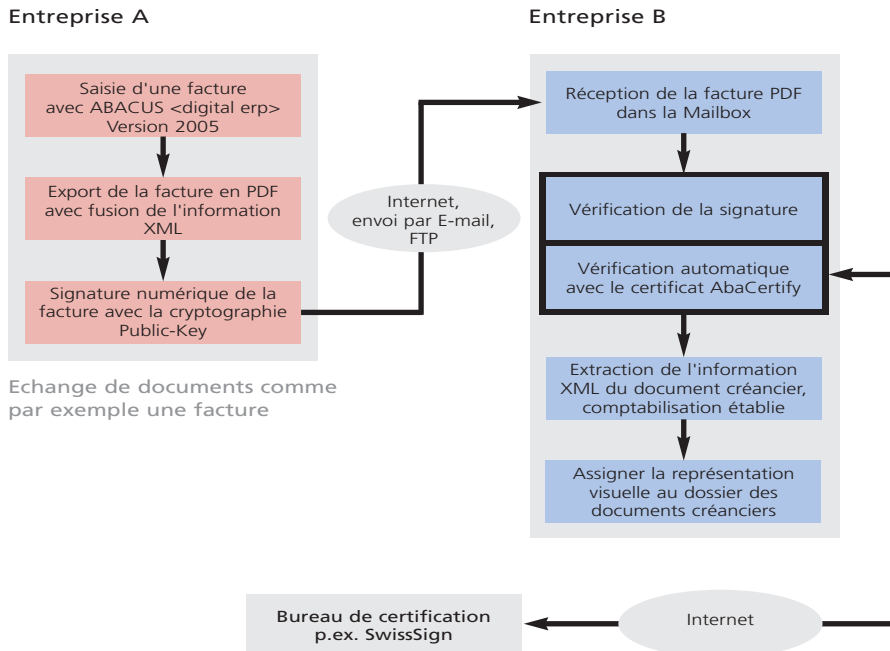 Entreprise A
Saisie d'une facture
avec ABACUS <digital erp>
Version 2005
Export de la facture en PDF
avec fusion de l'information
XML
Signature numérique de la
facture avec la cryptographie
Public-Key
Echange de documents comme
par exemple une facture
Internet,
envoi par E-mail,
FTP
Entreprise B
Réception de la facture PDF
dans la Mailbox
Vérification de la signature
Vérification automatique
avec le certificat AbaCertify
Extraction de l'information
XML du document créancier,
comptabilisation établie
Assigner la représentation
visuelle au dossier des
documents créanciers
Bureau de certification
p.ex. SwissSign
Internet